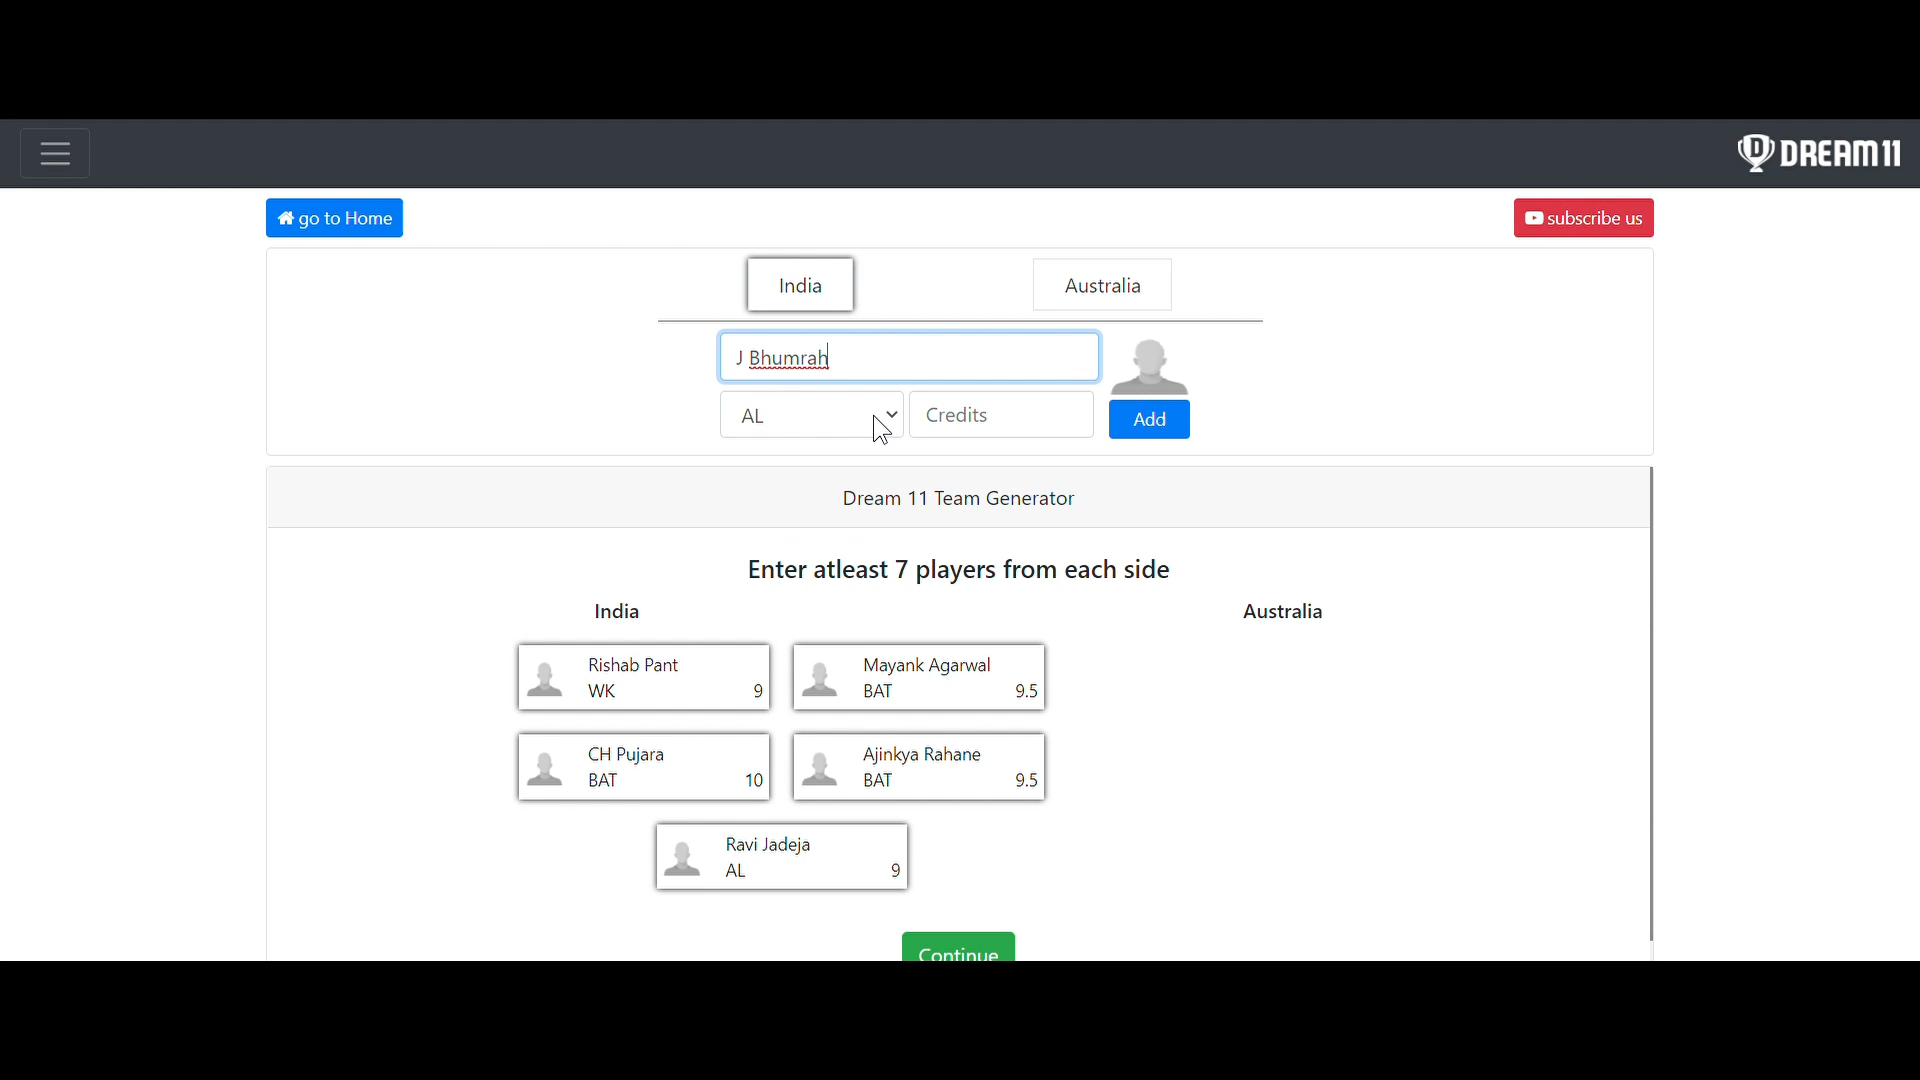 DREAM11
go to Home
subscribe us
India
Australia
J Bhumrah
AL
Credits
Add
Dream 11 Team Generator
Enter atleast 7 players from each side
India
Australia
Rishab Pant
WK 9
Mayank Agarwal
BAT 9.5
CH Pujara
BAT 10
Ajinkya Rahane
BAT 9.5
Ravi Jadeja
AL 9
Continue